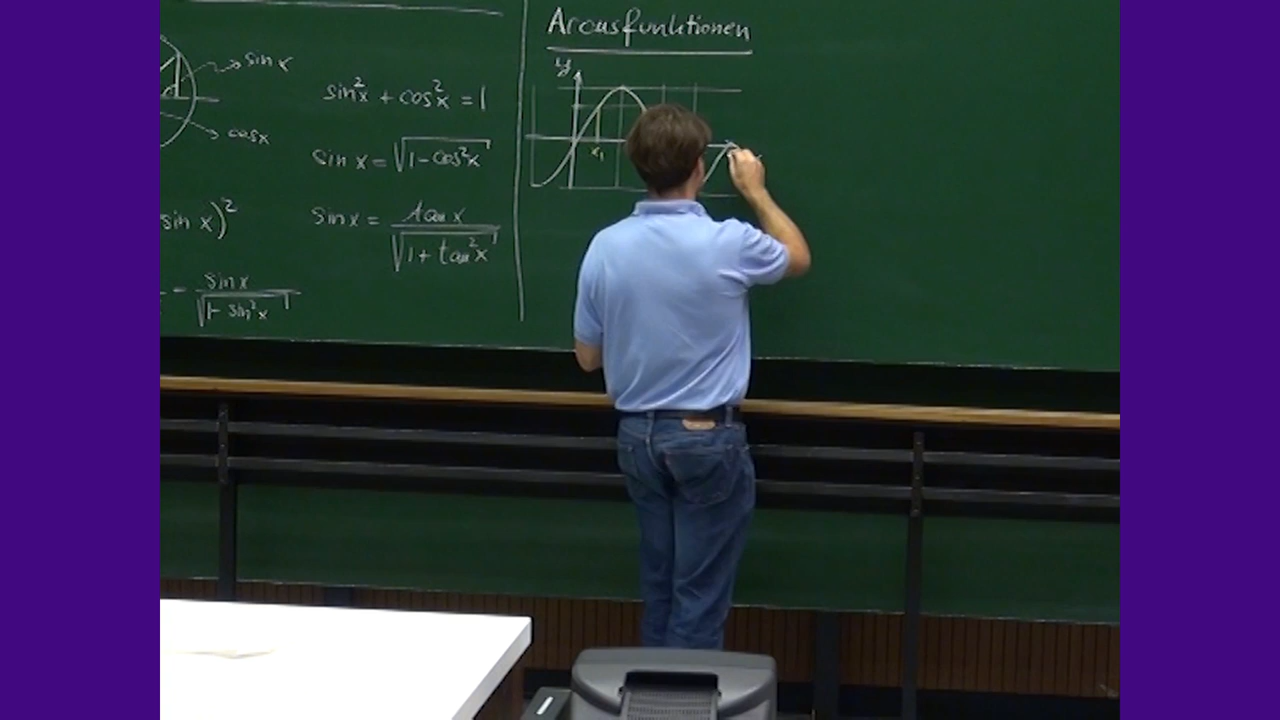 sin x
cos x
sin x)²
= sin x / √1 - sin²x
sin²x + cos²x = 1
sin x = √1 - cos²x
sin x = tan x / √1 + tan²x
Arcusfunktionen
y
x₁